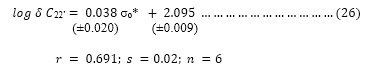 log δ C₂₂' = 0.038 σ₀* + 2.095 ………………………………(26)
(±0.020) (±0.009)
r = 0.691; s = 0.02; n = 6